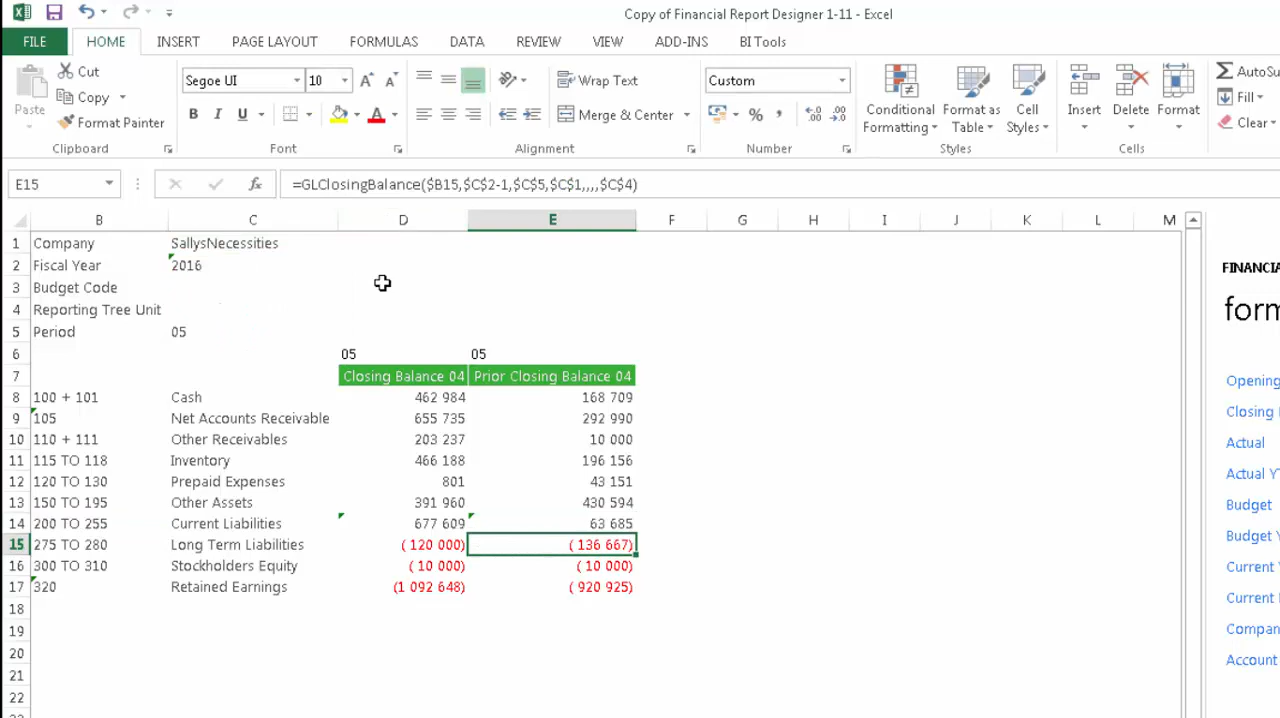 Copy of Financial Report Designer 1-11 - Excel
FILE HOME INSERT PAGE LAYOUT FORMULAS DATA REVIEW VIEW ADD-INS BI Tools
Paste
Cut
Copy
Format Painter
Clipboard
Segoe UI 10
B I U A
Font
Wrap Text
Merge & Center
Alignment
Custom
% ,
Number
Conditional Formatting
Format as Table
Cell Styles
Styles
Insert Delete Format
Cells
AutoSu
Fill
Clear
E15 fx =GLClosingBalance($B15,$C$2-1,$C$5,$C$1,,,,$C$4)
B C D E F G H I J K L M
1 Company SallysNecessities
2 Fiscal Year 2016
3 Budget Code
4 Reporting Tree Unit
5 Period 05
6 05 05
7 Closing Balance 04 Prior Closing Balance 04
8 100 + 101 Cash 462 984 168 709
9 105 Net Accounts Receivable 655 735 292 990
10 110 + 111 Other Receivables 203 237 10 000
11 115 TO 118 Inventory 466 188 196 156
12 120 TO 130 Prepaid Expenses 801 43 151
13 150 TO 195 Other Assets 391 960 430 594
14 200 TO 255 Current Liabilities 677 609 63 685
15 275 TO 280 Long Term Liabilities ( 120 000) ( 136 667)
16 300 TO 310 Stockholders Equity ( 10 000) ( 10 000)
17 320 Retained Earnings (1 092 648) ( 920 925)
18
19
20
21
22
FINANCI
form
Opening
Closing
Actual
Actual Y
Budget
Budget Y
Current
Current
Compan
Account